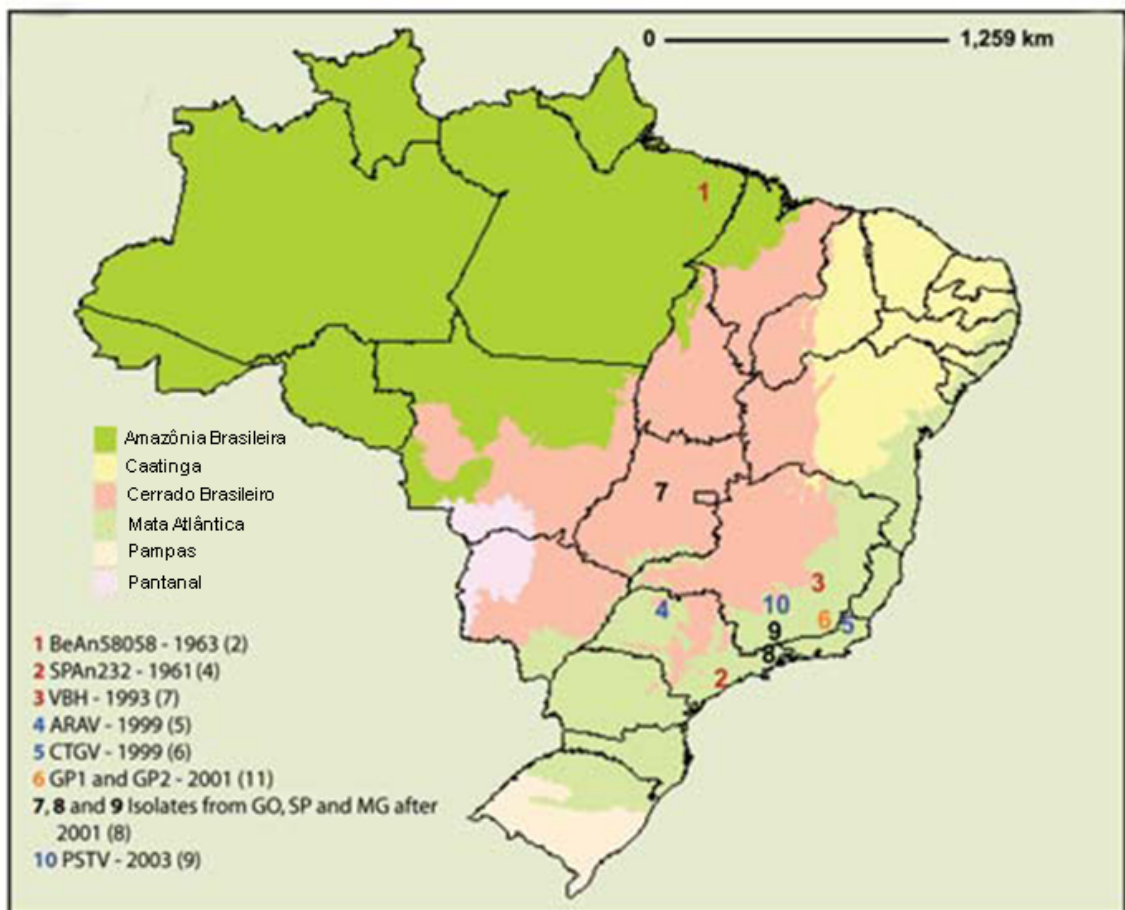 0 1,259 km
1
7
3
10
4
6
5
9
8
2
Amazônia Brasileira
Caatinga
Cerrado Brasileiro
Mata Atlântica
Pampas
Pantanal
1 BeAn58058 - 1963 (2)
2 SPAn232 - 1961 (4)
3 VBH - 1993 (7)
4 ARAV - 1999 (5)
5 CTGV - 1999 (6)
6 GP1 and GP2 - 2001 (11)
7, 8 and 9 Isolates from GO, SP and MG after
2001 (8)
10 PSTV - 2003 (9)